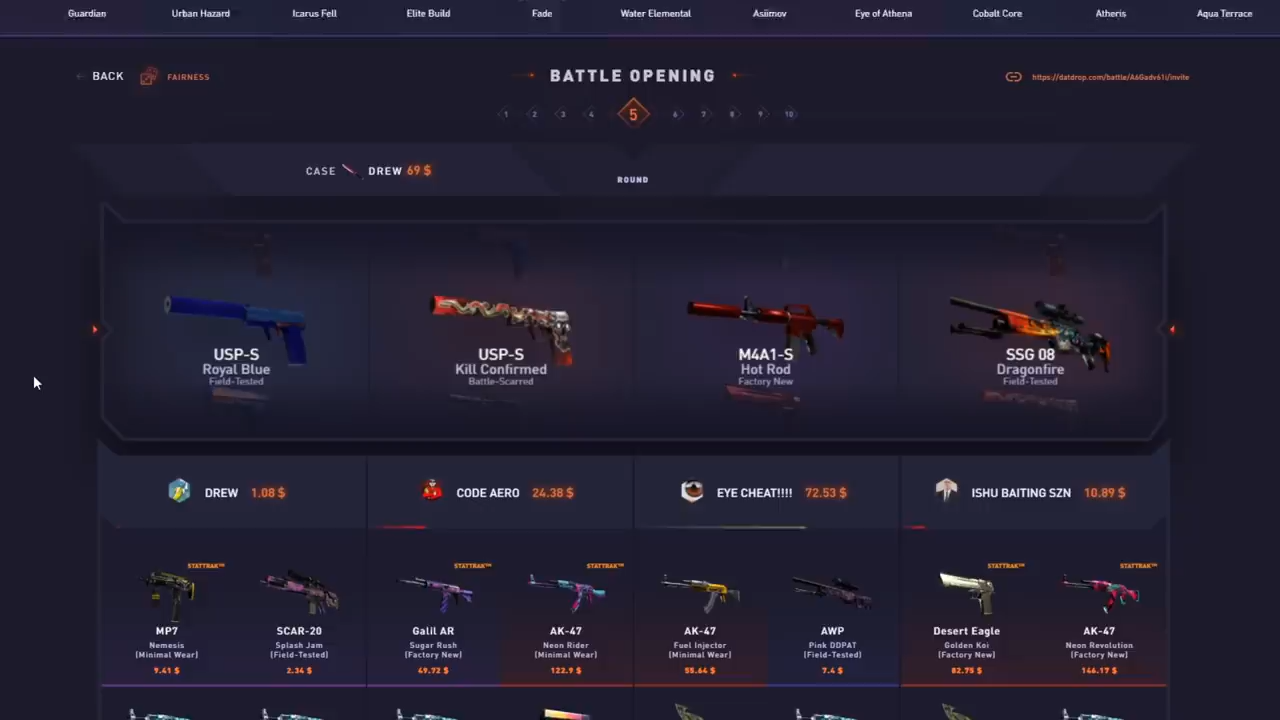 Guardian Urban Hazard Icarus Fell Elite Build Fade Water Elemental Asiimov Eye of Athena Cobalt Core Atheris Aqua Terrace
BACK FAIRNESS BATTLE OPENING https://datdrop.com/battle/A6Gadv61i/invite
1 2 3 4 5 6 7 8 9 10
CASE DREW 69 $
ROUND
USP-S USP-S M4A1-S SSG 08
Royal Blue Kill Confirmed Hot Rod Dragonfire
Field-Tested Battle-Scarred Factory New Field-Tested
DREW 1.08 $ CODE AERO 24.38 $ EYE CHEAT!!!! 72.53 $ ISHU BAITING SZN 10.89 $
STATTRAK™ STATTRAK™ STATTRAK™ STATTRAK™ STATTRAK™
MP7 SCAR-20 Galil AR AK-47 AK-47 AWP Desert Eagle AK-47
Nemesis Splash Jam Sugar Rush Neon Rider Fuel Injector Pink DDPAT Golden Koi Neon Revolution
(Minimal Wear) (Field-Tested) (Factory New) (Minimal Wear) (Minimal Wear) (Field-Tested) (Factory New) (Factory New)
9.41 $ 2.34 $ 49.72 $ 122.9 $ 55.64 $ 7.4 $ 82.75 $ 146.17 $